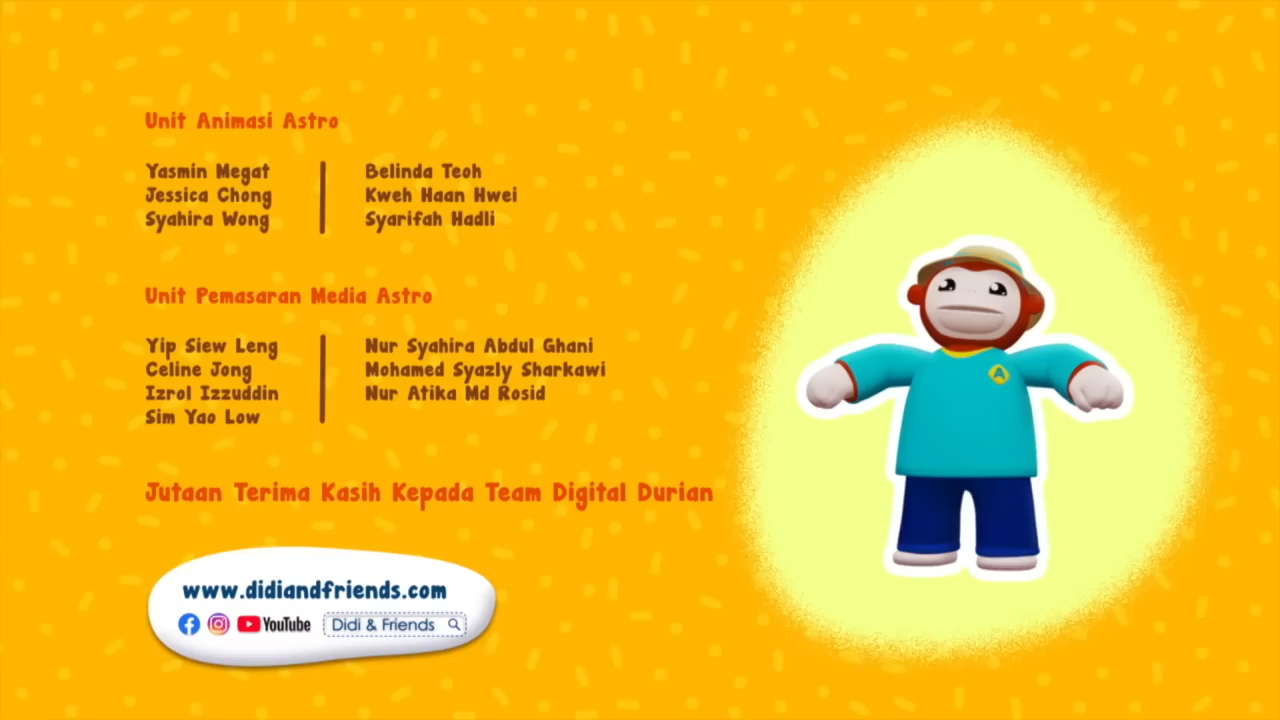 Unit Animasi Astro
Yasmin Megat
Jessica Chong
Syahira Wong
Belinda Teoh
Kweh Haan Hwei
Syarifah Hadli
Unit Pemasaran Media Astro
Yip Siew Leng
Celine Jong
Izrol Izzuddin
Sim Yao Low
Nur Syahira Abdul Ghani
Mohamed Syazly Sharkawi
Nur Atika Md Rosid
Jutaan Terima Kasih Kepada Team Digital Durian
www.didiandfriends.com
YouTube Didi & Friends
A